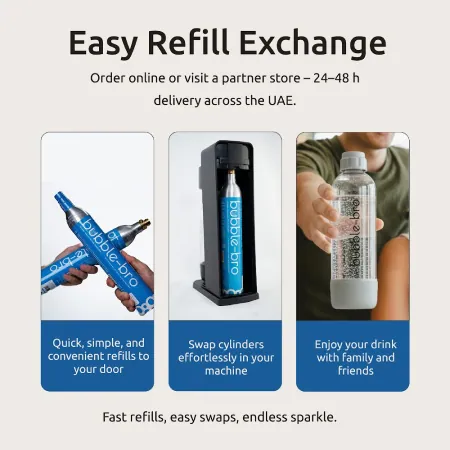 Easy Refill Exchange
Order online or visit a partner store – 24–48 h
delivery across the UAE.
bubble-bro
bubble-bro
bubble-bro
bubble-bro
Quick, simple, and
convenient refills to
your door
Swap cylinders
effortlessly in your
machine
Enjoy your drink
with family and
friends
Fast refills, easy swaps, endless sparkle.